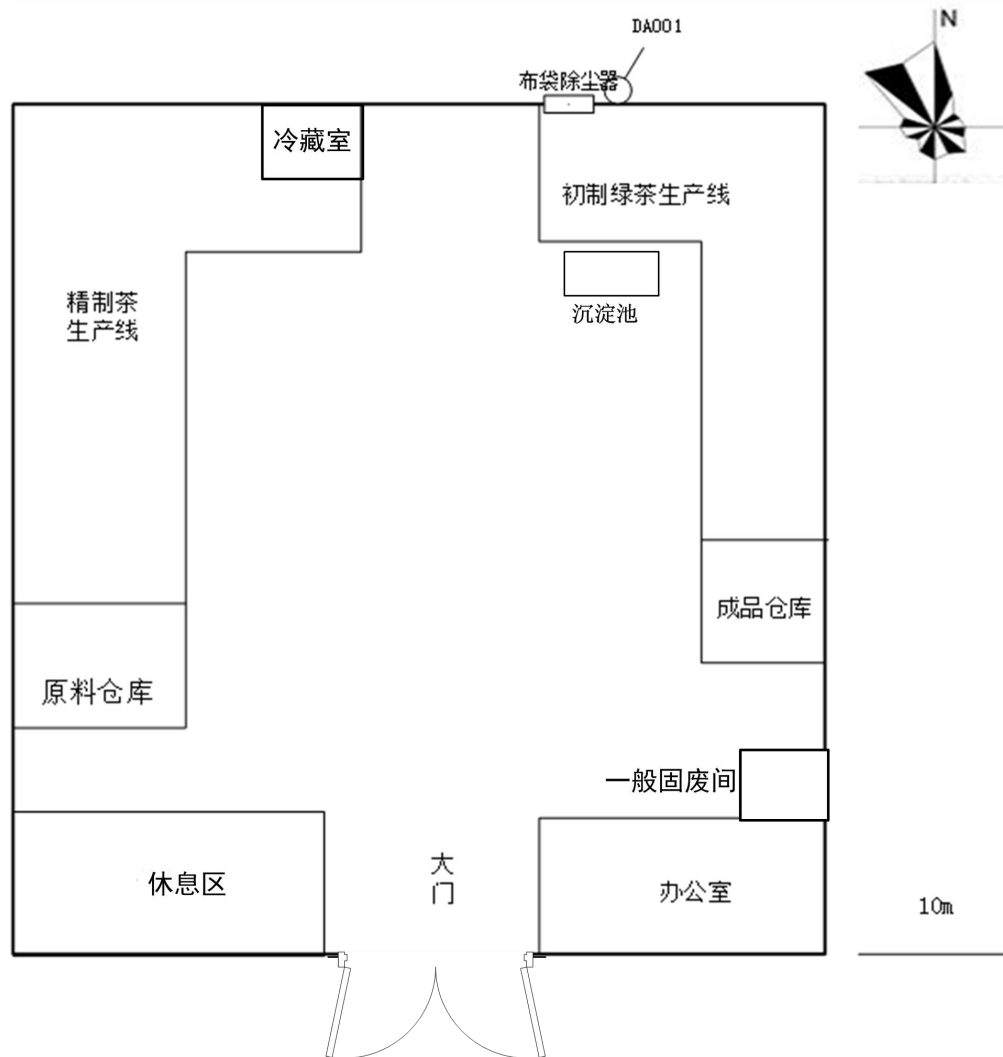 DA001
N
布袋除尘器
冷藏室
初制绿茶生产线
精制茶
生产线
沉淀池
成品仓库
原料仓库
一般固废间
大
门
休息区
办公室
10m